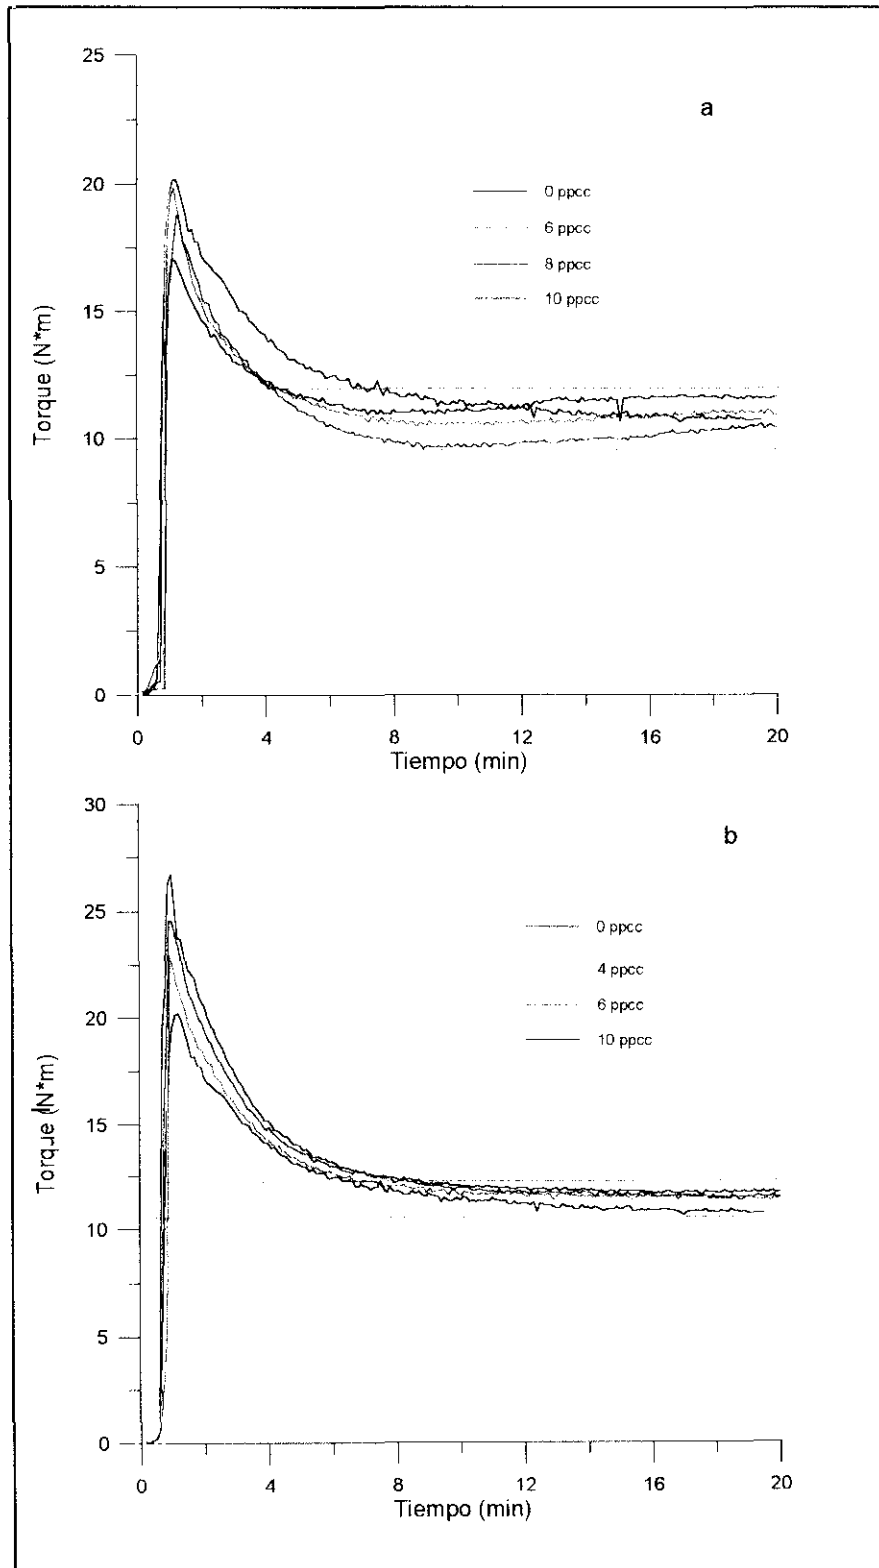 a
25
20
15
10
5
0
Torque (N*m)
0 ppcc
6 ppcc
8 ppcc
10 ppcc
0 4 8 12 16 20
Tiempo (min)
b
30
25
20
15
10
5
0
Torque (N*m)
0 ppcc
4 ppcc
6 ppcc
10 ppcc
0 4 8 12 16 20
Tiempo (min)